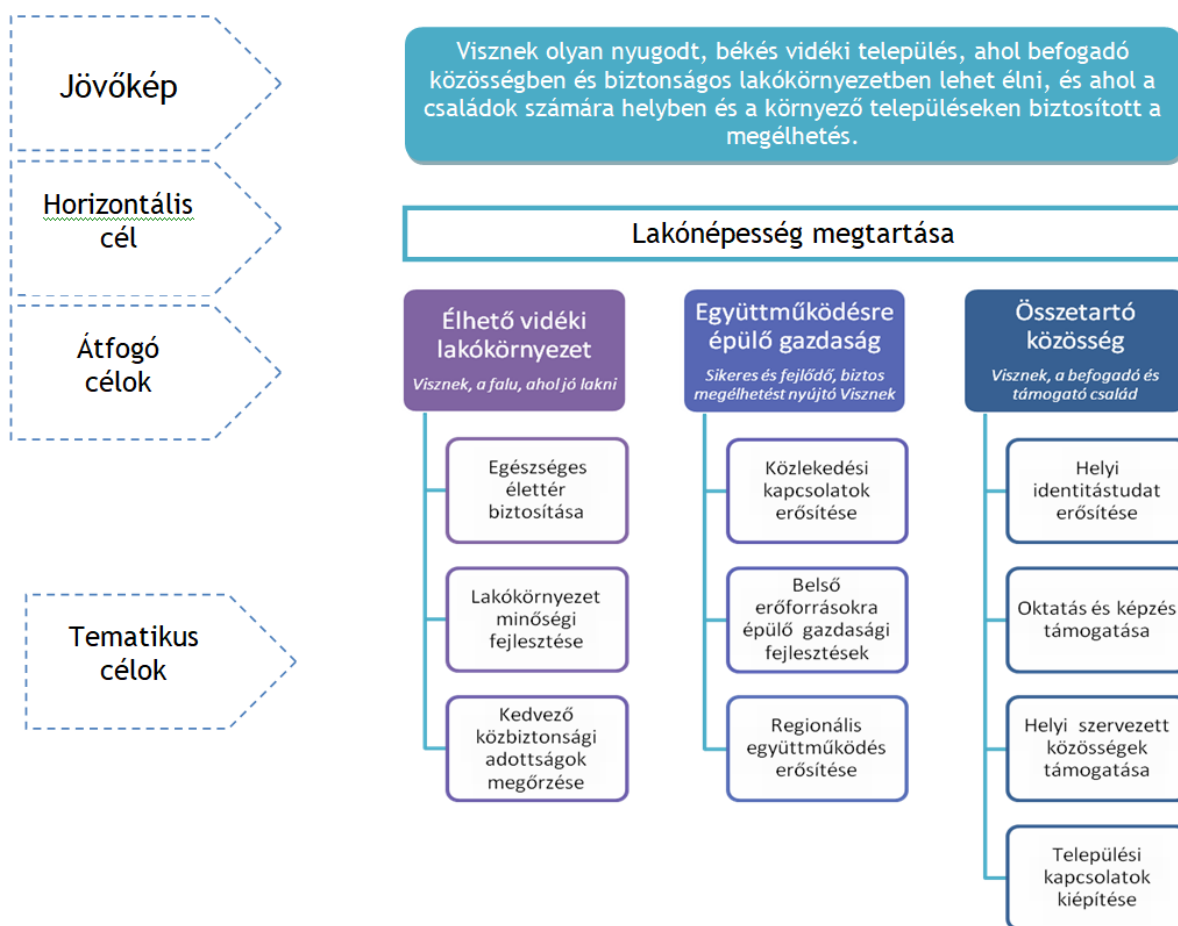 Jövőkép
Visznek olyan nyugodt, békés vidéki település, ahol befogadó
közösségben és biztonságos lakókörnyezetben lehet élni, és ahol a
családok számára helyben és a környező településeken biztosított a
megélhetés.
Horizontális
cél
Lakónépesség megtartása
Átfogó
célok
Élhető vidéki
lakókörnyezet
Visznek, a falu, ahol jó lakni
Együttműködésre
épülő gazdaság
Sikeres és fejlődő, biztos
megélhetést nyújtó Visznek
Összetartó
közösség
Visznek, a befogadó és
támogató család
Tematikus
célok
Egészséges
élettér
biztosítása
Lakókörnyezet
minőségi
fejlesztése
Kedvező
közbiztonsági
adottságok
megőrzése
Közlekedési
kapcsolatok
erősítése
Belső
erőforrásokra
épülő gazdasági
fejlesztések
Regionális
együttműködés
erősítése
Helyi
identitástudat
erősítése
Oktatás és képzés
támogatása
Helyi szervezett
közösségek
támogatása
Települési
kapcsolatok
kiépítése